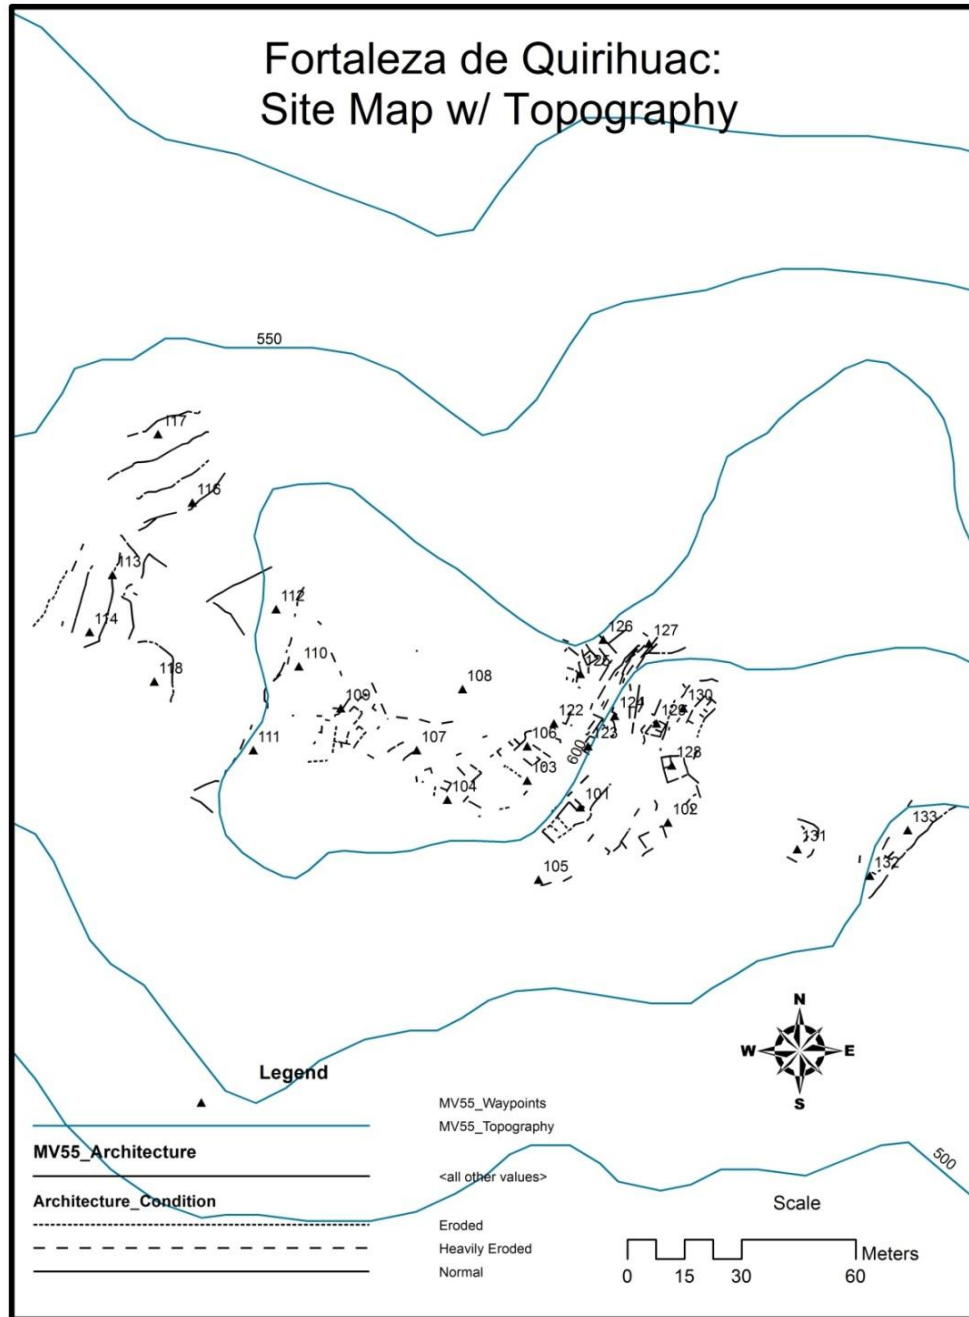 Fortaleza de Quirihuac:
Site Map w/ Topography
550
117
116
113
112
114
126
127
110
125
118
108
109
124
130
122
129
106
123
107
111
600
128
103
104
101
102
133
131
105
132
N
W E
S
Legend
MV55_Waypoints
MV55_Topography
MV55_Architecture
<all other values>
500
Architecture_Condition
Scale
Eroded
Heavily Eroded
Meters
Normal
0 15 30 60